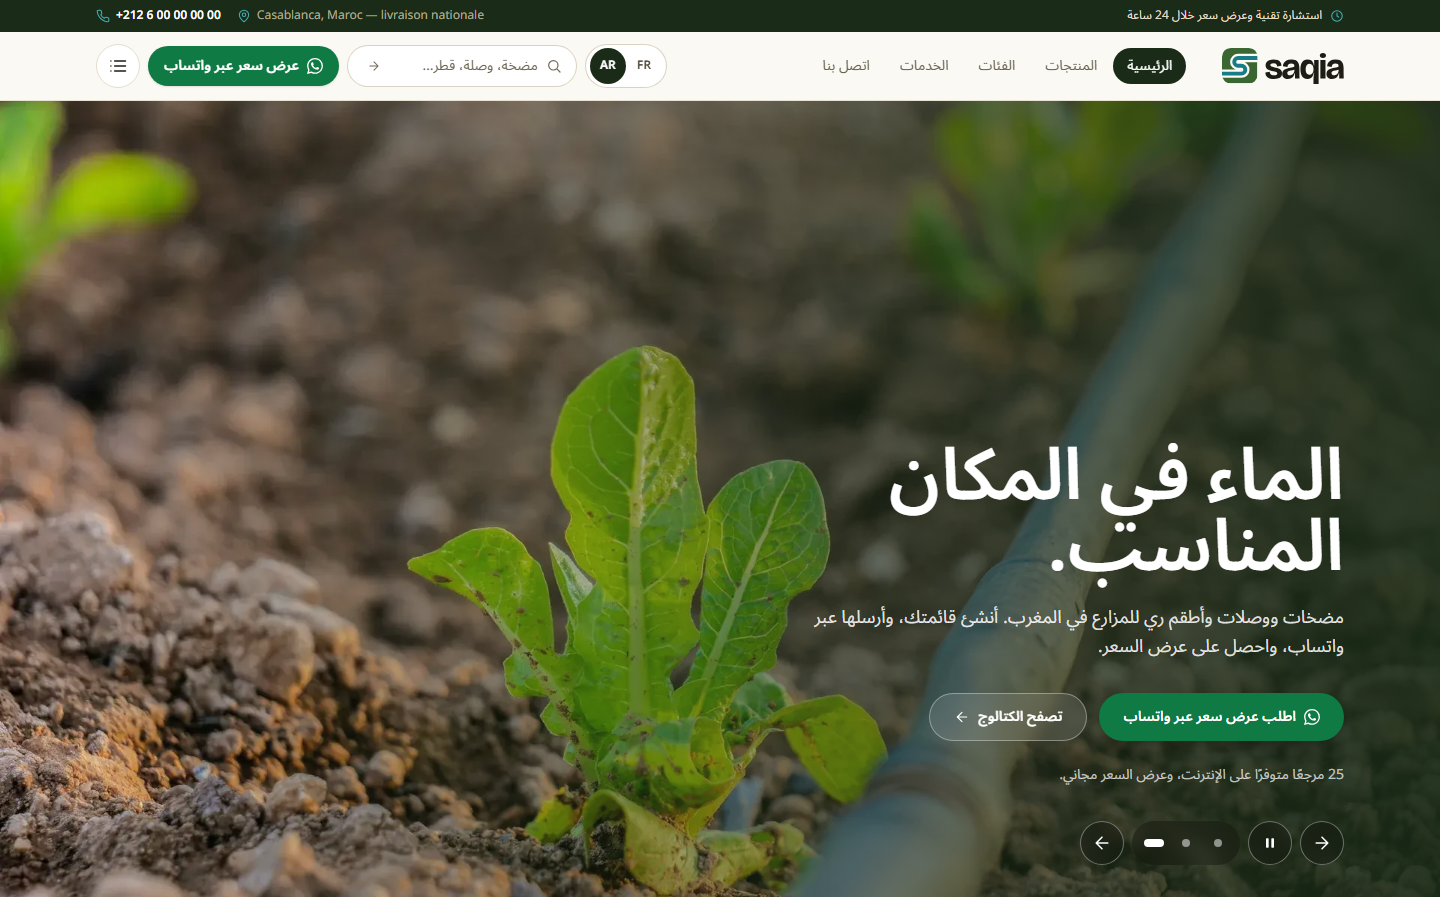 استشارة تقنية وعرض سعر خلال 24 ساعة
Casablanca, Maroc — livraison nationale
+212 6 00 00 00 00
saqia
الرئيسية
المنتجات
الفئات
الخدمات
اتصل بنا
FR
AR
مضخة، وصلة، قطر...
عرض سعر عبر واتساب
الماء في المكان
المناسب.
مضخات ووصلات وأطقم ري للمزارع في المغرب. أنشئ قائمتك، وأرسلها عبر
واتساب، واحصل على عرض السعر.
اطلب عرض سعر عبر واتساب
تصفح الكتالوج
25 مرجعًا متوفرًا على الإنترنت، وعرض السعر مجاني.